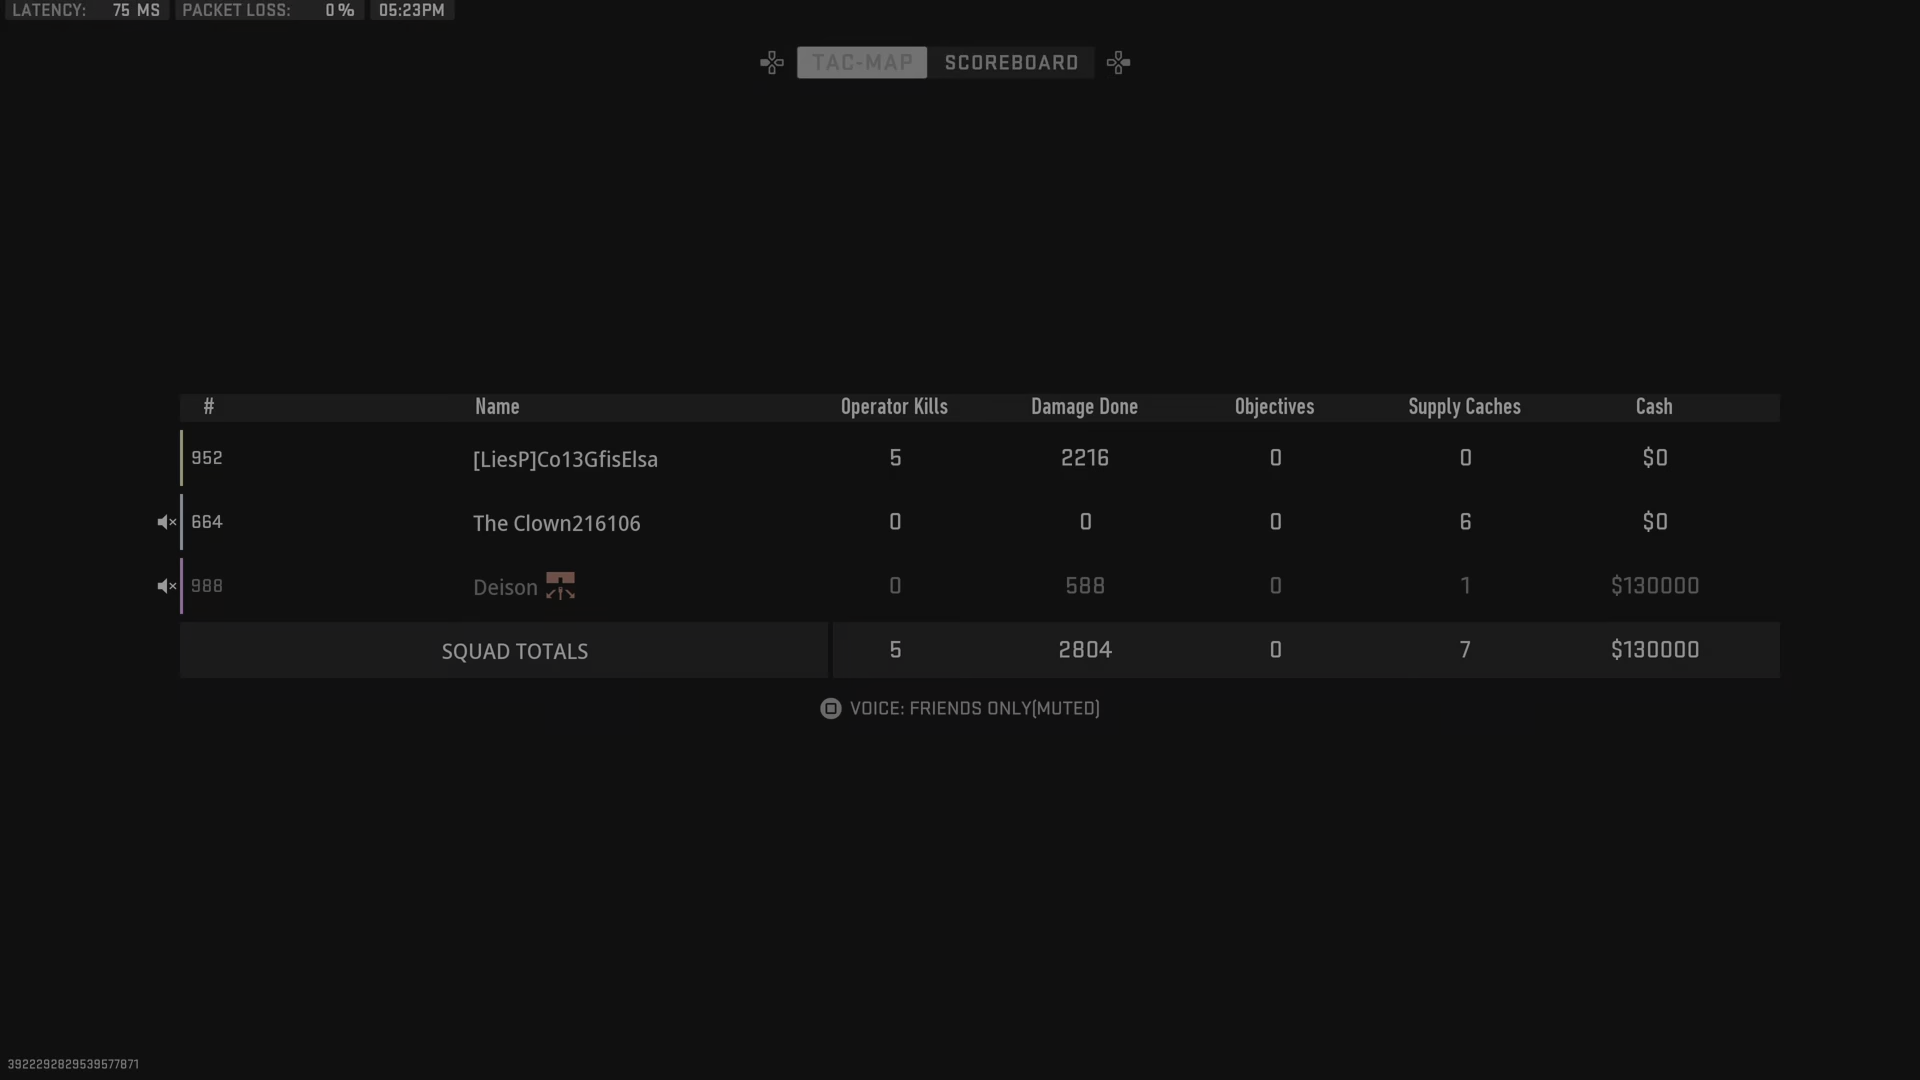 LATENCY: 75 MS PACKET LOSS: 0 % 05:23PM
TAC-MAP SCOREBOARD
# Name Operator Kills Damage Done Objectives Supply Caches Cash
952 [LiesP]Co13GfisElsa 5 2216 0 0 $0
664 The Clown216106 0 0 0 6 $0
988 Deison 0 588 0 1 $130000
SQUAD TOTALS 5 2804 0 7 $130000
VOICE: FRIENDS ONLY(MUTED)
3922292829539577871